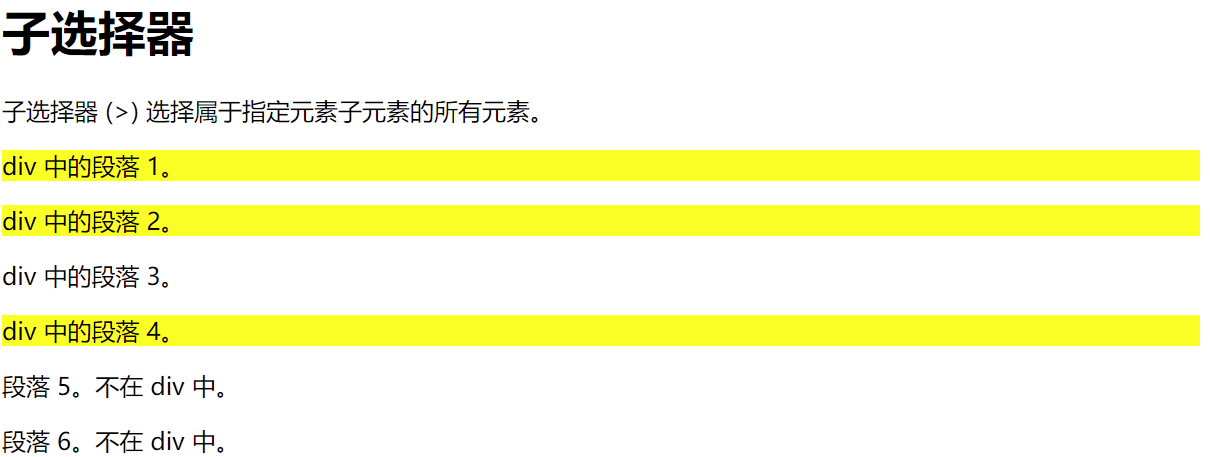 子选择器
子选择器 (>) 选择属于指定元素子元素的所有元素。
div 中的段落 1。
div 中的段落 2。
div 中的段落 3。
div 中的段落 4。
段落 5。不在 div 中。
段落 6。不在 div 中。